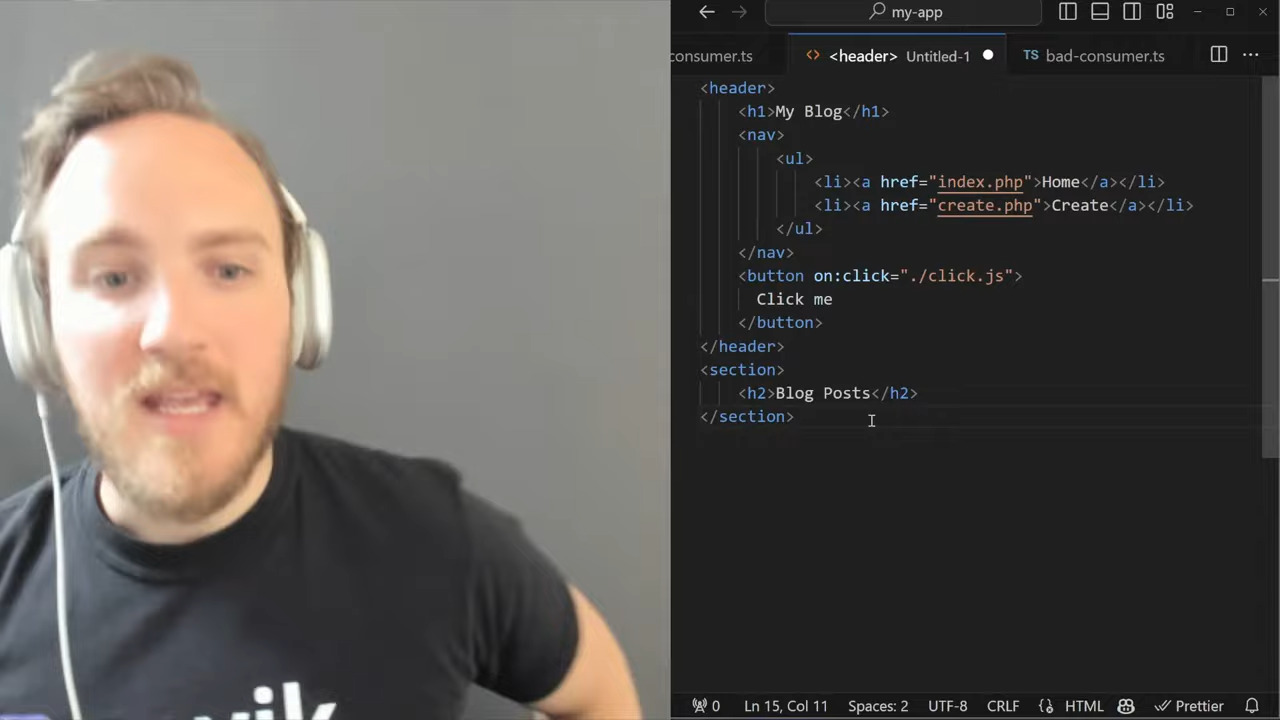 my-app
consumer.ts
<header> Untitled-1
TS bad-consumer.ts
<header>
<h1>My Blog</h1>
<nav>
<ul>
<li><a href="index.php">Home</a></li>
<li><a href="create.php">Create</a></li>
</ul>
</nav>
<button on:click="./click.js">
Click me
</button>
</header>
<section>
<h2>Blog Posts</h2>
</section>
0
Ln 15, Col 11
Spaces: 2
UTF-8
CRLF
HTML
Prettier